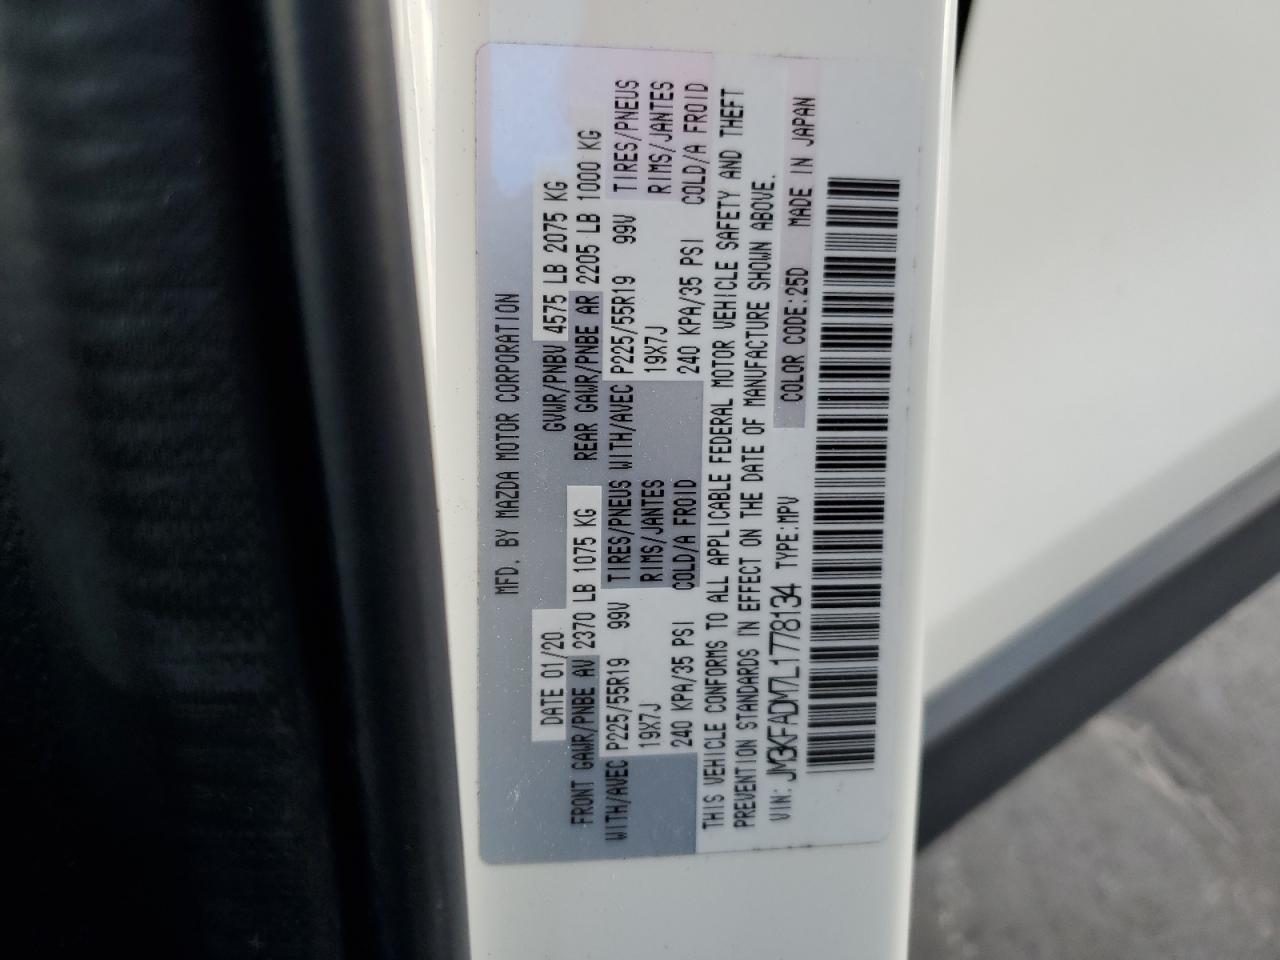 MFD. BY MAZDA MOTOR CORPORATION
DATE 01/20 GVWR/PNBV 4575 LB 2075 KG
FRONT GAWR/PNBE AV 2370 LB 1075 KG REAR GAWR/PNBE AR 2205 LB 1000 KG
WITH/AVEC P225/55R19 99V TIRES/PNEUS WITH/AVEC P225/55R19 99V TIRES/PNEUS
19X7J RIMS/JANTES 19X7J RIMS/JANTES
240 KPA/35 PSI COLD/A FROID 240 KPA/35 PSI COLD/A FROID
THIS VEHICLE CONFORMS TO ALL APPLICABLE FEDERAL MOTOR VEHICLE SAFETY AND THEFT
PREVENTION STANDARDS IN EFFECT ON THE DATE OF MANUFACTURE SHOWN ABOVE.
VIN: JM3KFADM7L1778134 TYPE:MPV COLOR CODE:25D MADE IN JAPAN